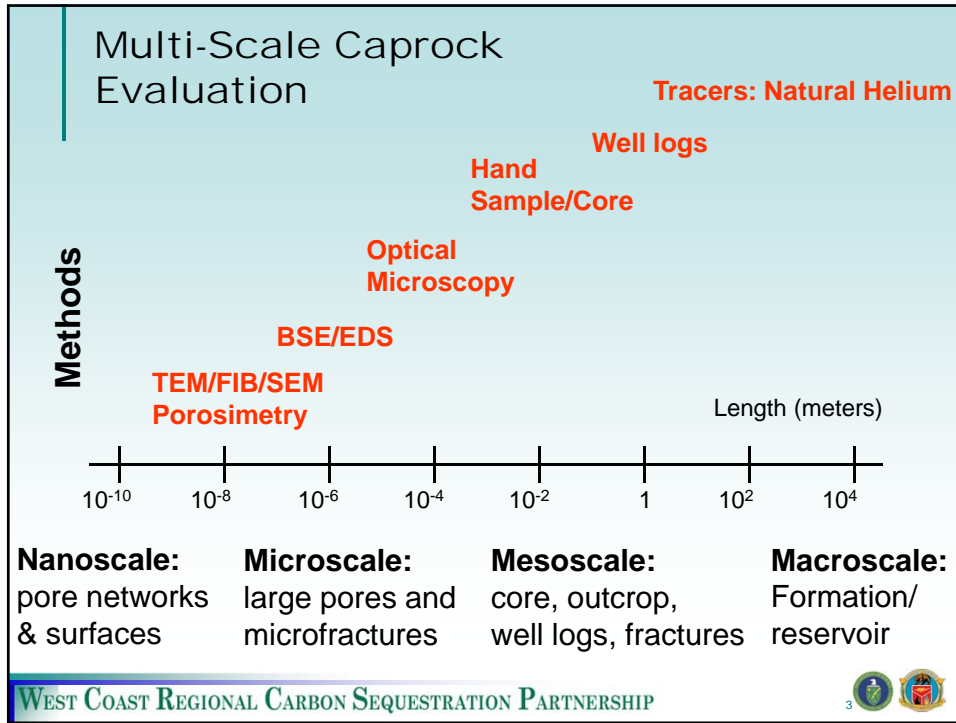 Multi-Scale Caprock
Evaluation
Tracers: Natural Helium
Well logs
Hand
Sample/Core
Optical
Microscopy
BSE/EDS
TEM/FIB/SEM
Porosimetry
Methods
Length (meters)
10⁻¹⁰ 10⁻⁸ 10⁻⁶ 10⁻⁴ 10⁻² 1 10² 10⁴
Nanoscale:
pore networks
& surfaces
Microscale:
large pores and
microfractures
Mesoscale:
core, outcrop,
well logs, fractures
Macroscale:
Formation/
reservoir
WEST COAST REGIONAL CARBON SEQUESTRATION PARTNERSHIP
3